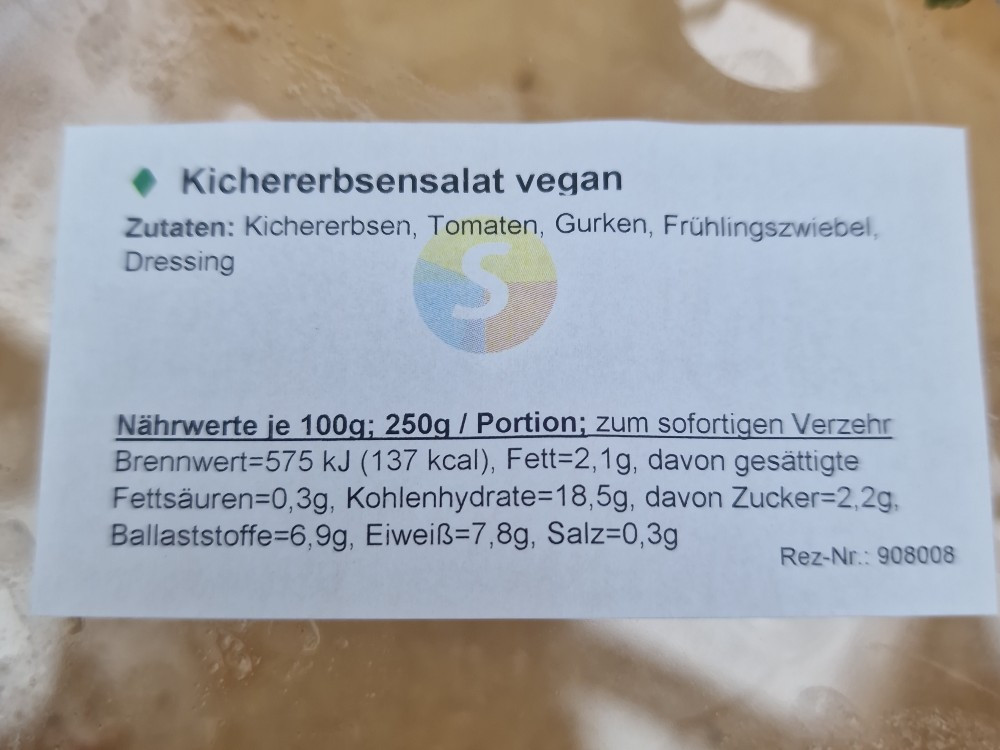 Kichererbsensalat vegan
Zutaten: Kichererbsen, Tomaten, Gurken, Frühlingszwiebel,
Dressing
S
Nährwerte je 100g; 250g / Portion; zum sofortigen Verzehr
Brennwert=575 kJ (137 kcal), Fett=2,1g, davon gesättigte
Fettsäuren=0,3g, Kohlenhydrate=18,5g, davon Zucker=2,2g,
Ballaststoffe=6,9g, Eiweiß=7,8g, Salz=0,3g
Rez-Nr.: 908008